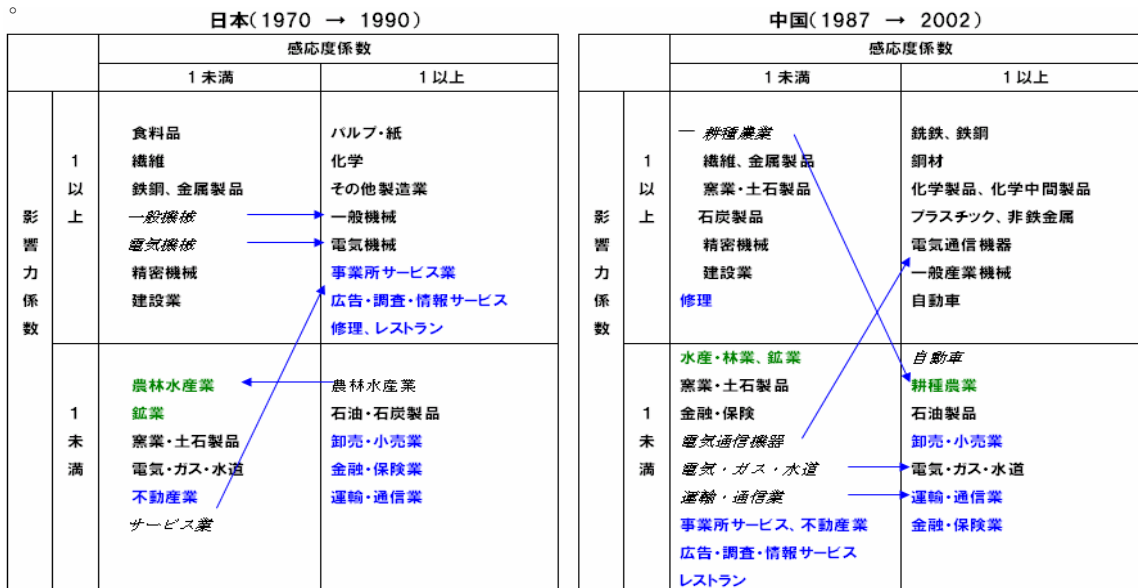 。
日本(1970 → 1990)
感応度係数
1未満
1以上
影響力係数
1以上
食料品
繊維
鉄鋼、金属製品
一般機械
電気機械
精密機械
建設業
パルプ・紙
化学
その他製造業
一般機械
電気機械
事業所サービス業
広告・調査・情報サービス
修理、レストラン
1未満
農林水産業
鉱業
窯業・土石製品
電気・ガス・水道
不動産業
サービス業
農林水産業
石油・石炭製品
卸売・小売業
金融・保険業
運輸・通信業
中国(1987 → 2002)
感応度係数
1未満
1以上
影響力係数
1以上
一 耕種農業
繊維、金属製品
窯業・土石製品
石炭製品
精密機械
建設業
修理
銑鉄、鉄鋼
鋼材
化学製品、化学中間製品
プラスチック、非鉄金属
電気通信機器
一般産業機械
自動車
1未満
水産・林業、鉱業
窯業・土石製品
金融・保険
電気通信機器
電気・ガス・水道
運輸・通信業
事業所サービス、不動産業
広告・調査・情報サービス
レストラン
自動車
耕種農業
石油製品
卸売・小売業
電気・ガス・水道
運輸・通信業
金融・保険業